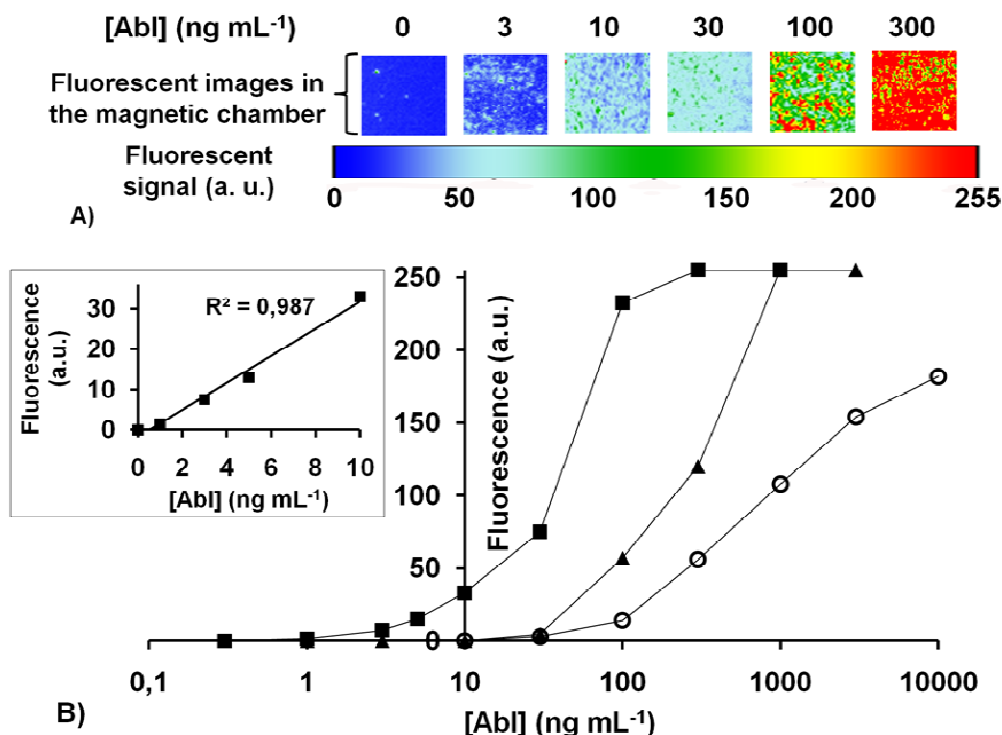 [AbI] (ng mL⁻¹) 0 3 10 30 100 300
Fluorescent images in
the magnetic chamber
Fluorescent
signal (a. u.)
0 50 100 150 200 255
A)
R² = 0,987
Fluorescence
(a.u.)
30
20
10
0
0 2 4 6 8 10
[AbI] (ng mL⁻¹)
Fluorescence (a.u.)
250
200
150
100
50
0
0,1 1 10 100 1000 10000
[AbI] (ng mL⁻¹)
B)